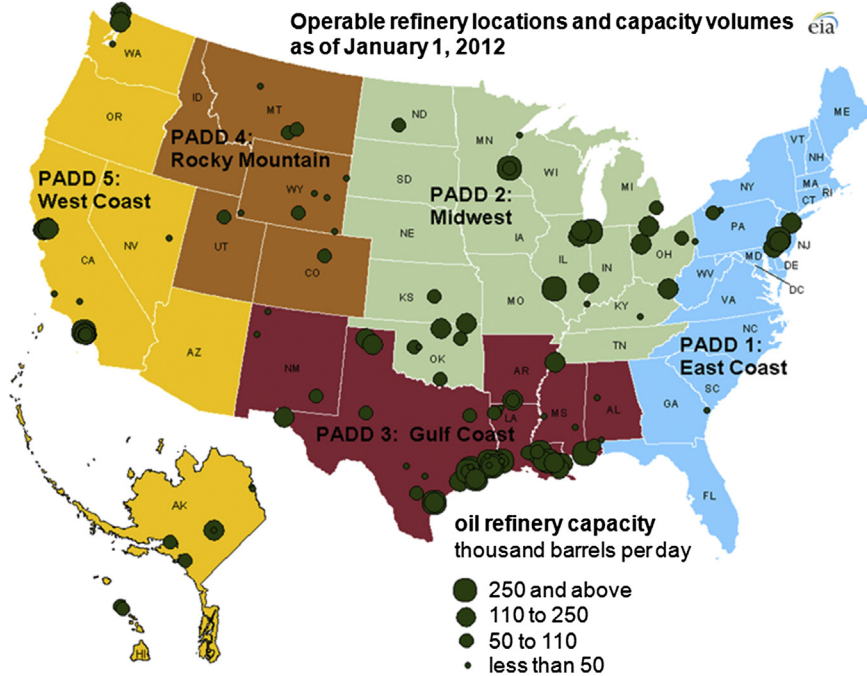 Operable refinery locations and capacity volumes
as of January 1, 2012
eia
WA
OR
ID
MT
ND
MN
ME
VT
NH
PADD 4:
Rocky Mountain
WI
MI
NY
MA
RI
CT
PADD 5:
West Coast
WY
SD
PADD 2:
Midwest
IA
PA
NJ
NV
UT
NE
IL
IN
OH
MD
DE
DC
CA
CO
KS
MO
WV
VA
KY
AZ
NM
OK
TN
NC
PADD 1:
East Coast
AR
SC
PADD 3: Gulf Coast
LA
MS
AL
GA
FL
AK
HI
oil refinery capacity
thousand barrels per day
250 and above
110 to 250
50 to 110
less than 50